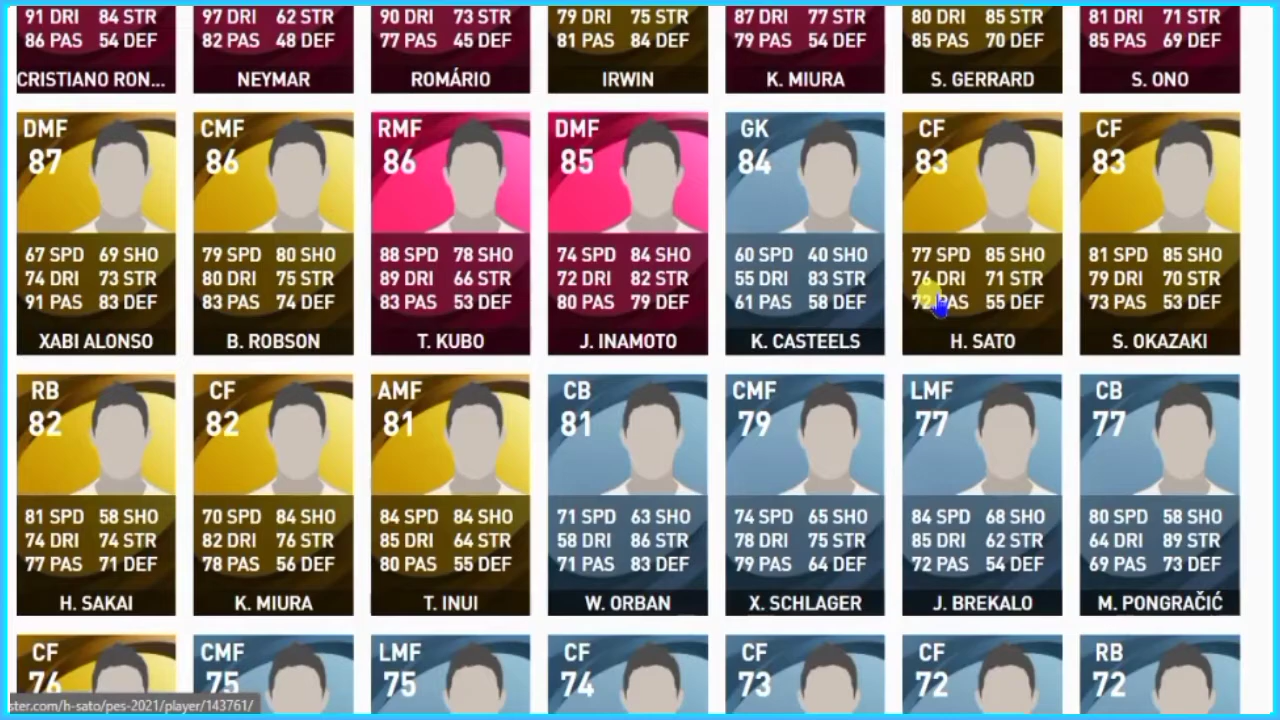 91 DRI 84 STR
86 PAS 54 DEF
CRISTIANO RON...
97 DRI 62 STR
82 PAS 48 DEF
NEYMAR
90 DRI 73 STR
77 PAS 45 DEF
ROMÁRIO
79 DRI 75 STR
81 PAS 84 DEF
IRWIN
87 DRI 77 STR
79 PAS 54 DEF
K. MIURA
80 DRI 85 STR
85 PAS 70 DEF
S. GERRARD
81 DRI 71 STR
85 PAS 69 DEF
S. ONO
DMF
87
67 SPD 69 SHO
74 DRI 73 STR
91 PAS 83 DEF
XABI ALONSO
CMF
86
79 SPD 80 SHO
80 DRI 75 STR
83 PAS 74 DEF
B. ROBSON
RMF
86
88 SPD 78 SHO
89 DRI 66 STR
83 PAS 53 DEF
T. KUBO
DMF
85
74 SPD 84 SHO
72 DRI 82 STR
80 PAS 79 DEF
J. INAMOTO
GK
84
60 SPD 40 SHO
55 DRI 83 STR
61 PAS 58 DEF
K. CASTEELS
CF
83
77 SPD 85 SHO
76 DRI 71 STR
72 PAS 55 DEF
H. SATO
CF
83
81 SPD 85 SHO
79 DRI 70 STR
73 PAS 53 DEF
S. OKAZAKI
RB
82
81 SPD 58 SHO
74 DRI 74 STR
77 PAS 71 DEF
H. SAKAI
CF
82
70 SPD 84 SHO
82 DRI 76 STR
78 PAS 56 DEF
K. MIURA
AMF
81
84 SPD 84 SHO
85 DRI 64 STR
80 PAS 55 DEF
T. INUI
CB
81
71 SPD 63 SHO
58 DRI 86 STR
71 PAS 83 DEF
W. ORBAN
CMF
79
74 SPD 65 SHO
78 DRI 75 STR
79 PAS 64 DEF
X. SCHLAGER
LMF
77
84 SPD 68 SHO
85 DRI 62 STR
72 PAS 54 DEF
J. BREKALO
CB
77
80 SPD 58 SHO
64 DRI 89 STR
69 PAS 73 DEF
M. PONGRAČIĆ
CF
76
CMF
75
LMF
75
CF
74
CF
73
CF
72
RB
72
ster.com/h-sato/pes-2021/player/143761/